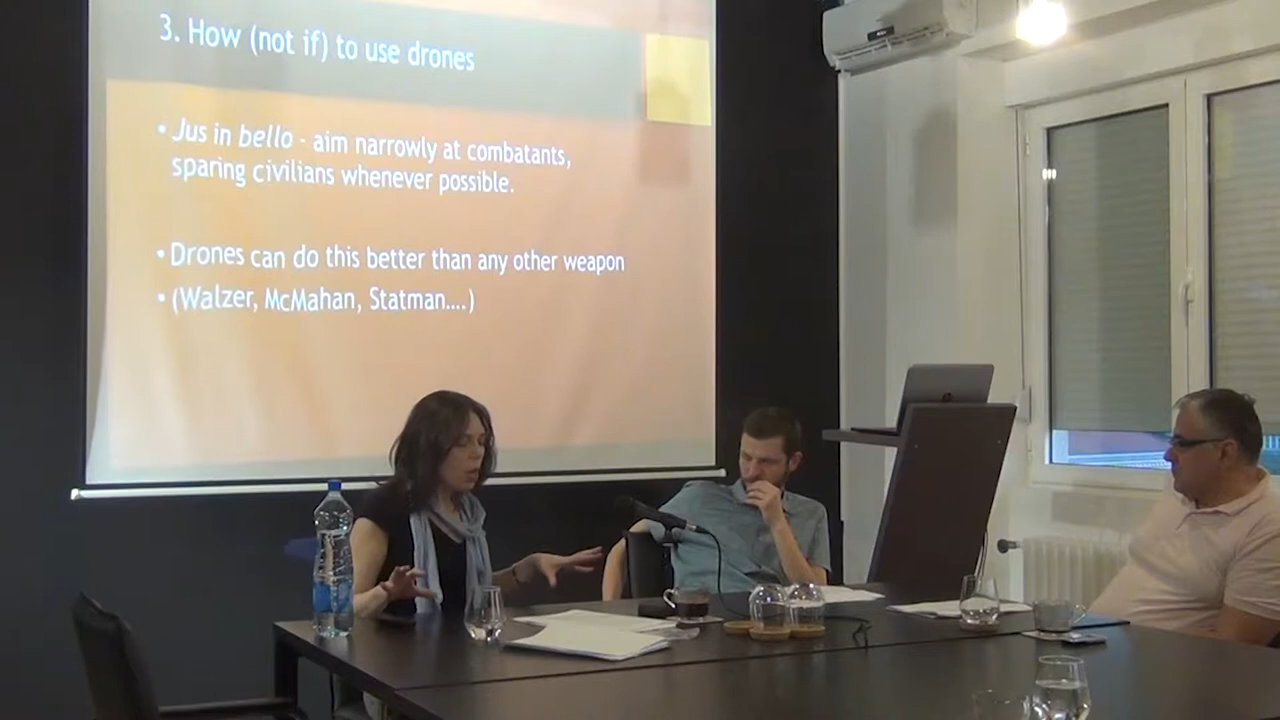 3. How (not if) to use drones
• Jus in bello - aim narrowly at combatants,
sparing civilians whenever possible.
• Drones can do this better than any other weapon
• (Walzer, McMahan, Statman....)